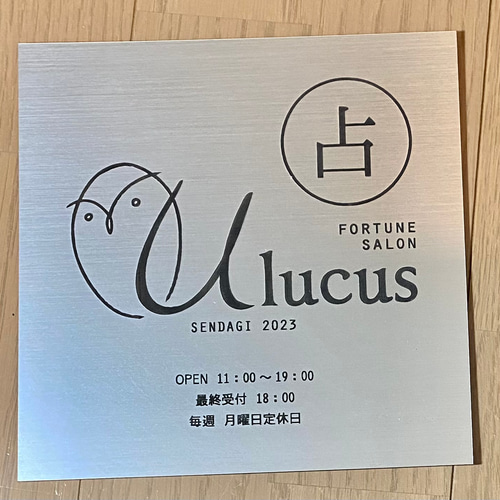 占
FORTUNE
SALON
Ulucus
SENDAGI 2023
OPEN 11：00～19：00
最終受付 18：00
毎週 月曜日定休日